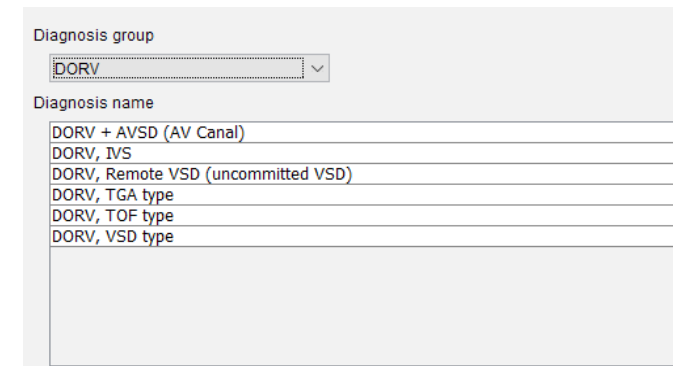 Diagnosis group
DORV
Diagnosis name
DORV + AVSD (AV Canal)
DORV, IVS
DORV, Remote VSD (uncommitted VSD)
DORV, TGA type
DORV, TOF type
DORV, VSD type